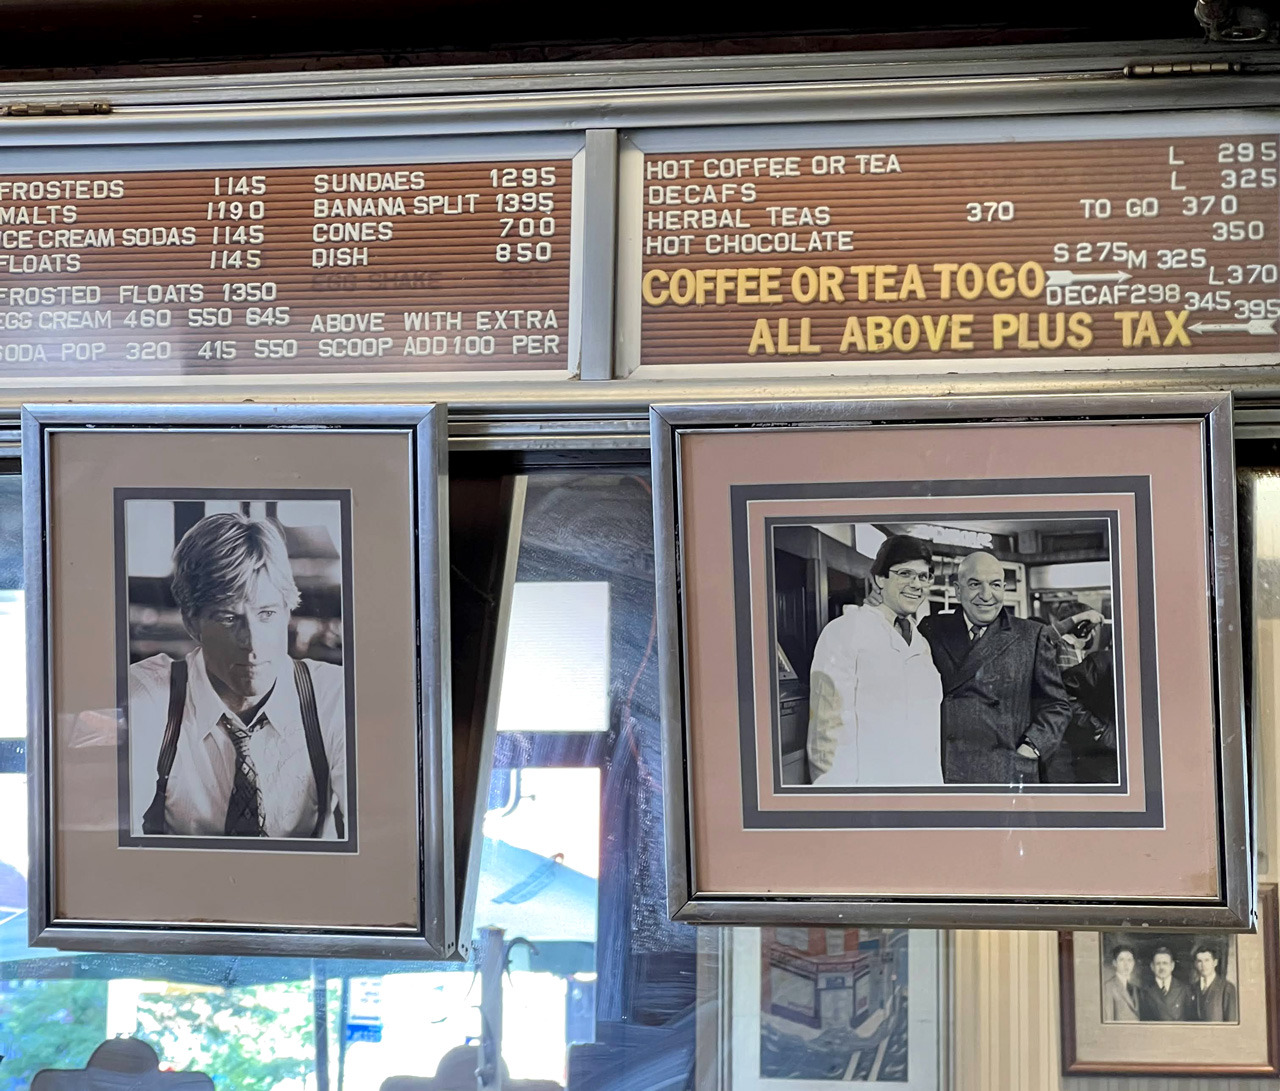 FROSTEDS 1145 SUNDAES 1295
MALTS 1190 BANANA SPLIT 1395
ICE CREAM SODAS 1145 CONES 700
FLOATS 1145 DISH 850
EGG SHAKE
FROSTED FLOATS 1350
EGG CREAM 460 550 645 ABOVE WITH EXTRA
SODA POP 320 415 550 SCOOP ADD 100 PER
HOT COFFEE OR TEA L 295
DECAFS L 325
HERBAL TEAS 370 TO GO 370
HOT CHOCOLATE 350
COFFEE OR TEA TO GO S 275 M 325 L 370
DECAF 298 345 395
ALL ABOVE PLUS TAX